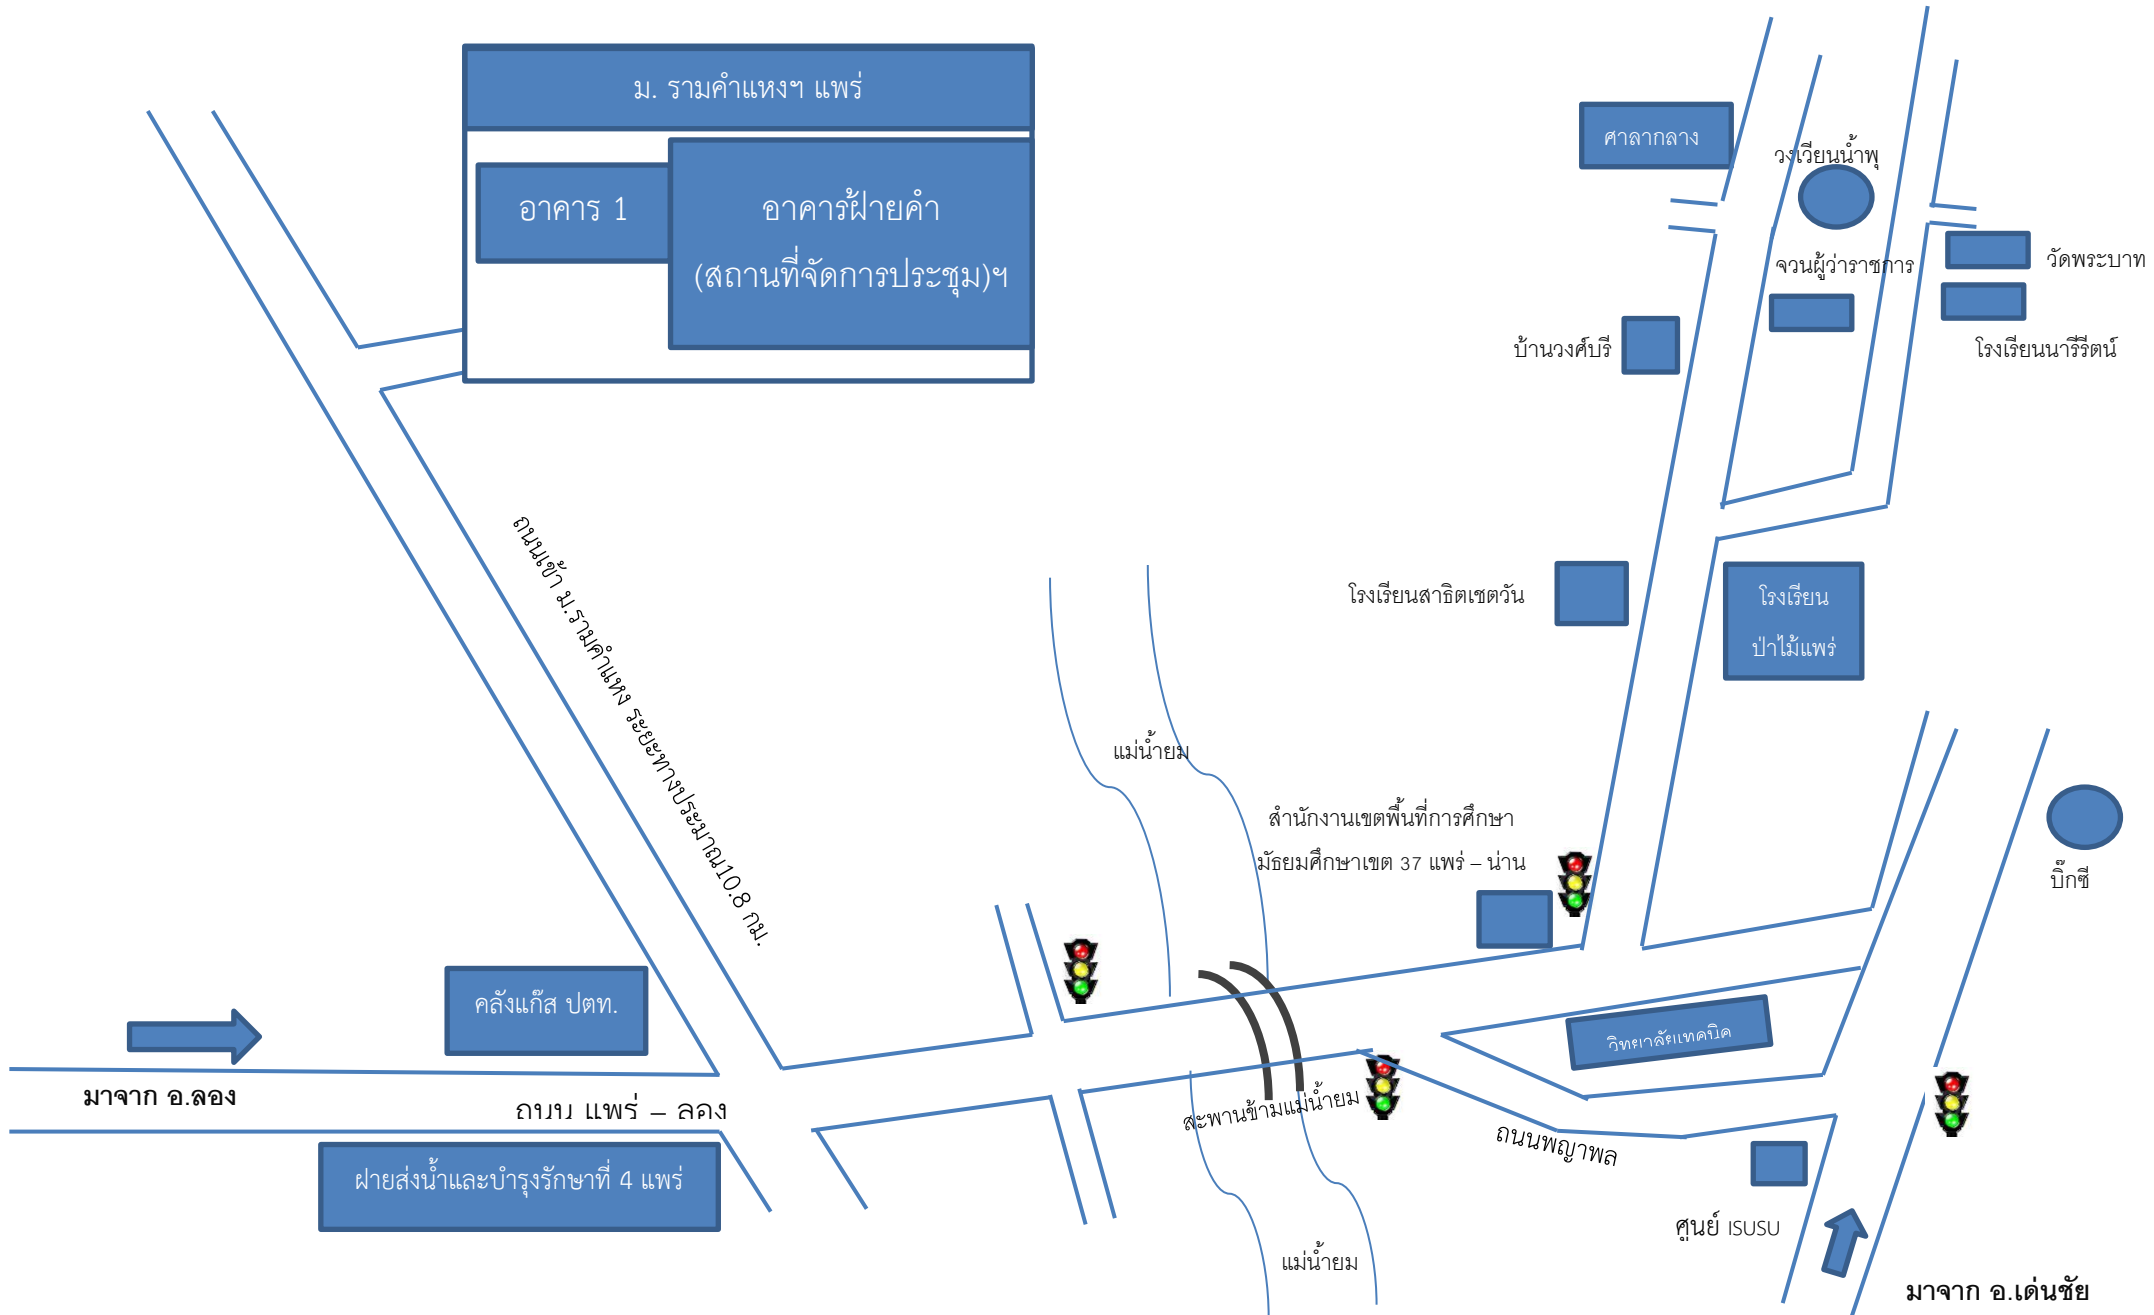 ม. รามคำแหงฯ แพร่
อาคาร 1
อาคารฝ้ายคำ
(สถานที่จัดการประชุม)ฯ
ศาลากลาง
วงเวียนน้ำพุ
จวนผู้ว่าราชการ
วัดพระบาท
บ้านวงศ์บุรี
โรงเรียนนารีรัตน์
ถนนเข้า ม.รามคำแหง ระยะทางประมาณ10.8 กม.
โรงเรียนสาธิตเชตวัน
โรงเรียน
ป่าไม้แพร่
แม่น้ำยม
สำนักงานเขตพื้นที่การศึกษา
มัธยมศึกษาเขต 37 แพร่ – น่าน
บิ๊กซี
คลังแก๊ส ปตท.
วิทยาลัยเทคนิค
มาจาก อ.ลอง
ถนน แพร่ – ลอง
สะพานข้ามแม่น้ำยม
ถนนพญาพล
ฝายส่งน้ำและบำรุงรักษาที่ 4 แพร่
ศูนย์ ISUSU
แม่น้ำยม
มาจาก อ.เด่นชัย